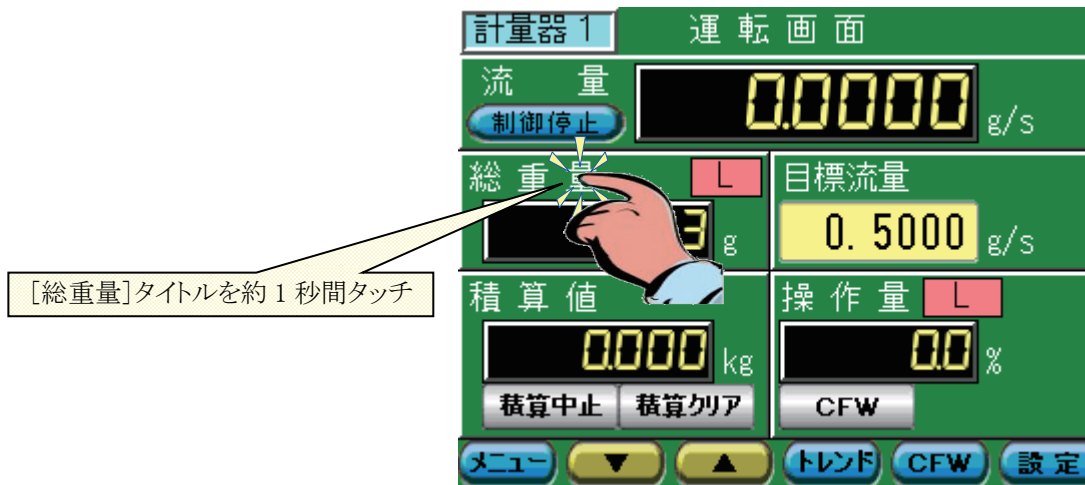 計量器1 運転画面
流量 0.0000 g/s
制御停止
総重量 L 目標流量
3 g 0.5000 g/s
[総重量]タイトルを約1秒間タッチ
積算値 操作量 L
0.000 kg 0.0 %
積算中止 積算クリア CFW
メニュー ▼ ▲ トレンド CFW 設定